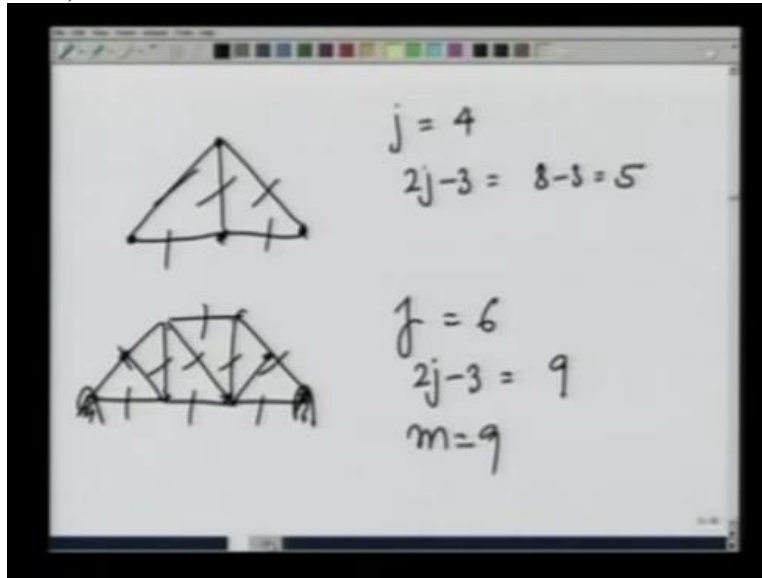 j = 4
2j-3 = 8-3 = 5
j = 6
2j-3 = 9
m=9